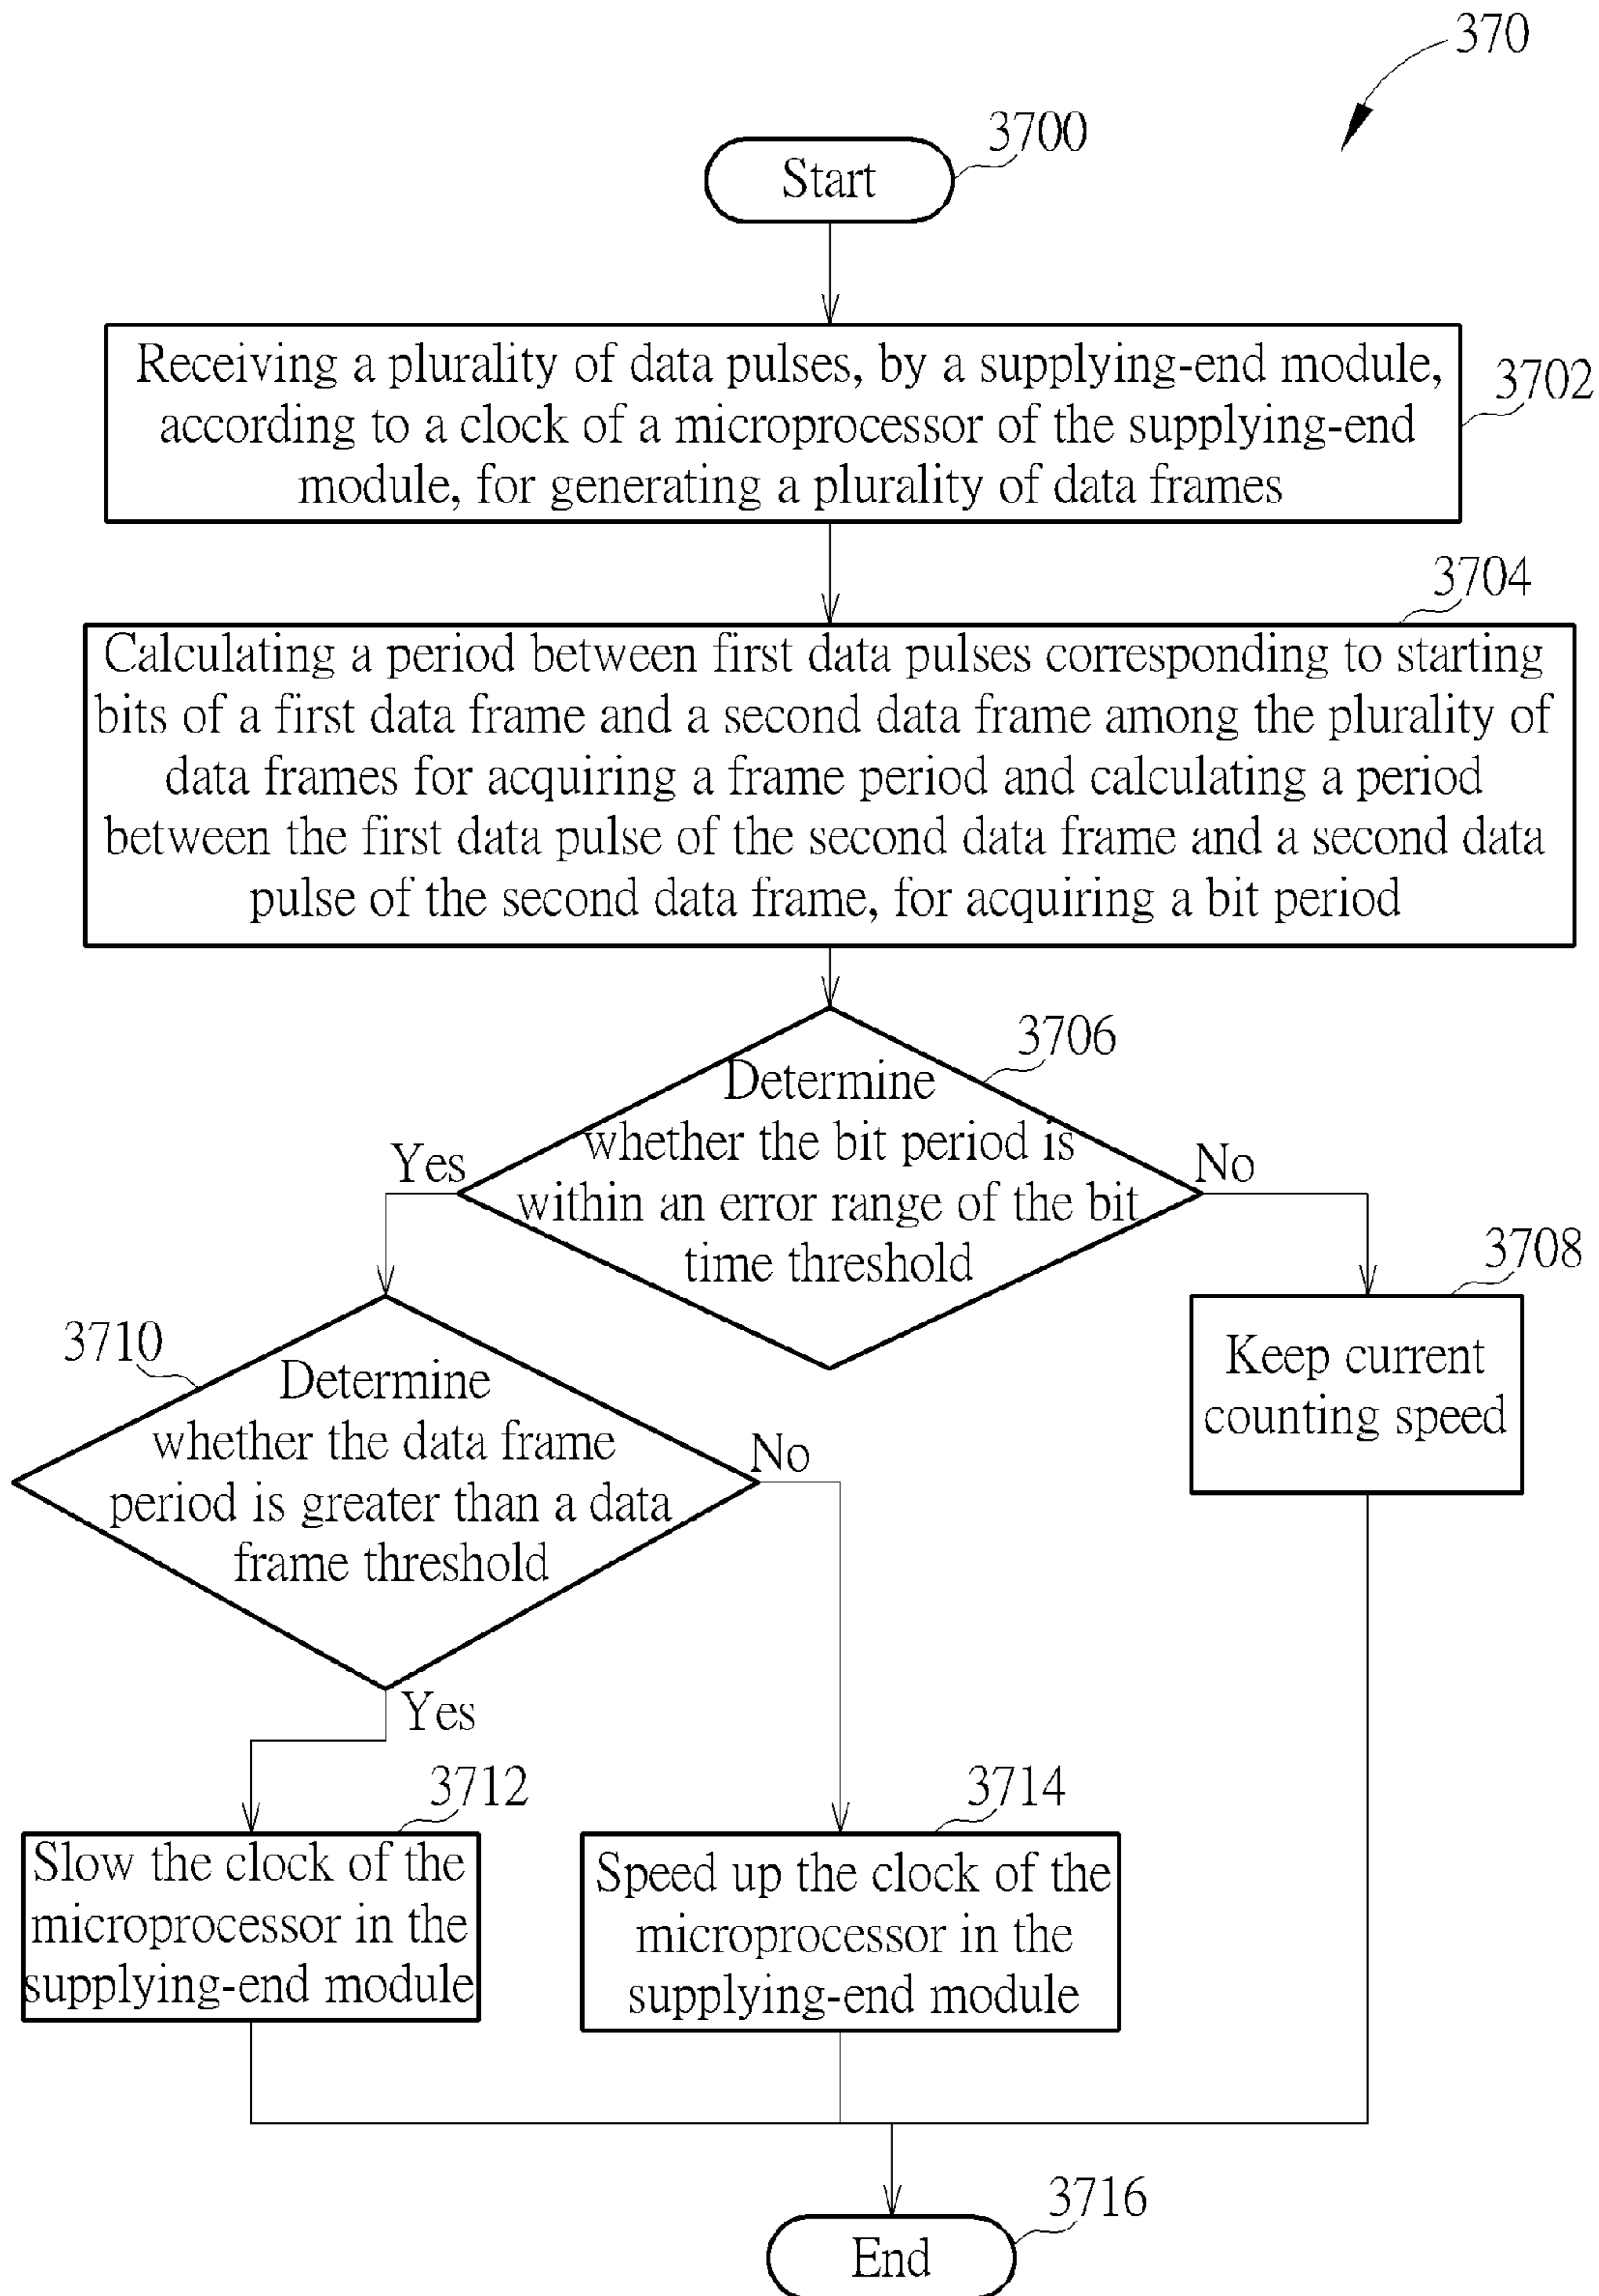 370
3700
Start
Receiving a plurality of data pulses, by a supplying-end module,
according to a clock of a microprocessor of the supplying-end
module, for generating a plurality of data frames
3702
3704
Calculating a period between first data pulses corresponding to starting
bits of a first data frame and a second data frame among the plurality of
data frames for acquiring a frame period and calculating a period
between the first data pulse of the second data frame and a second data
pulse of the second data frame, for acquiring a bit period
3706
Determine
whether the bit period is
within an error range of the bit
time threshold
Yes
No
3708
Keep current
counting speed
3710
Determine
whether the data frame
period is greater than a data
frame threshold
No
Yes
3712
Slow the clock of the
microprocessor in the
supplying-end module
3714
Speed up the clock of the
microprocessor in the
supplying-end module
3716
End